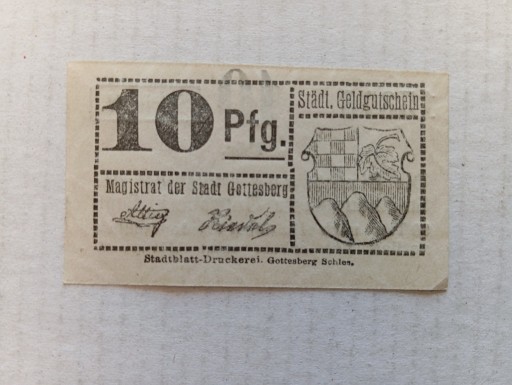 10 Pfg.
Städt. Geldgutschein
Magistrat der Stadt Gottesberg
Stadtblatt-Druckerei. Gottesberg Schles.